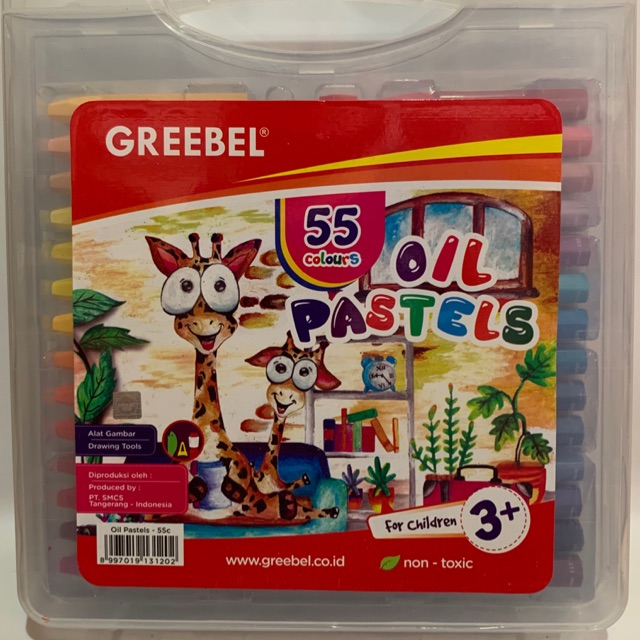 GREEBEL®
55
colours
OIL
PASTELS
Alat Gambar
Drawing Tools
Diproduksi oleh :
Produced by :
PT. SMCS
Tangerang - Indonesia
Oil Pastels - 55c
8 997019 131202
for Children
3+
www.greebel.co.id
non - toxic